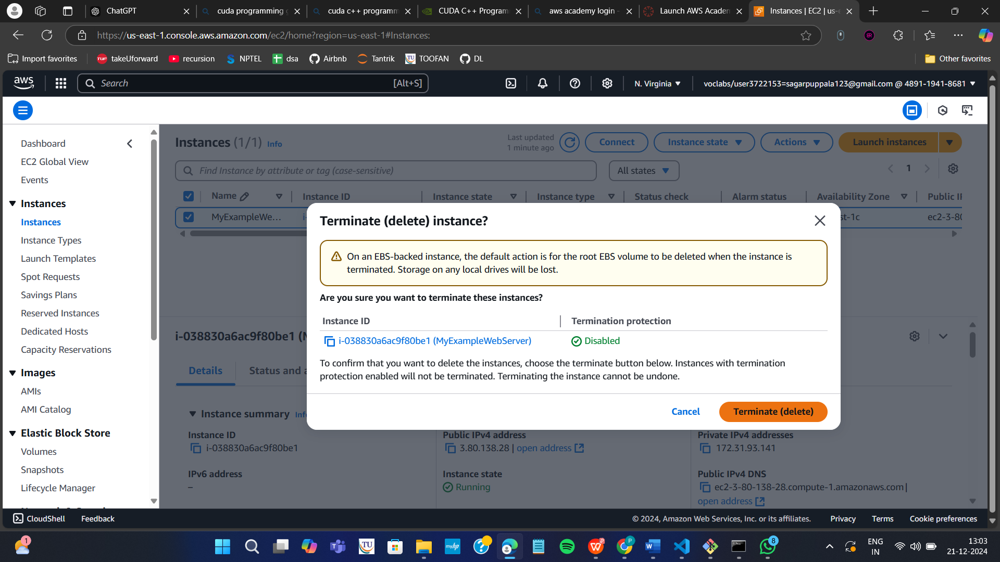 ChatGPT
cuda programming g
cuda c++ programm
CUDA C++ Program
aws academy login -
Launch AWS Academ
Instances | EC2 | us-e
https://us-east-1.console.aws.amazon.com/ec2/home?region=us-east-1#Instances:
Import favorites
takeUforward
recursion
NPTEL
dsa
Airbnb
Tantrik
TOOFAN
DL
Other favorites
aws
Search
[Alt+S]
N. Virginia
voclabs/user3722153=sagarpuppala123@gmail.com @ 4891-1941-8681
Dashboard
EC2 Global View
Events
Instances
Instances
Instance Types
Launch Templates
Spot Requests
Savings Plans
Reserved Instances
Dedicated Hosts
Capacity Reservations
Images
AMIs
AMI Catalog
Elastic Block Store
Volumes
Snapshots
Lifecycle Manager
Instances (1/1) Info
Last updated
1 minute ago
Connect
Instance state
Actions
Launch instances
Find Instance by attribute or tag (case-sensitive)
All states
1
Name
Instance ID
Instance state
Instance type
Status check
Alarm status
Availability Zone
Public I
MyExampleWe...
i-
st-1c
ec2-3-80
Terminate (delete) instance?
On an EBS-backed instance, the default action is for the root EBS volume to be deleted when the instance is
terminated. Storage on any local drives will be lost.
Are you sure you want to terminate these instances?
Instance ID
Termination protection
i-038830a6ac9f80be1 (MyExampleWebServer)
Disabled
To confirm that you want to delete the instances, choose the terminate button below. Instances with termination
protection enabled will not be terminated. Terminating the instance cannot be undone.
Cancel
Terminate (delete)
i-038830a6ac9f80be1 (M
Details
Status and a
Instance summary Info
Instance ID
i-038830a6ac9f80be1
Public IPv4 address
3.80.138.28 | open address
Private IPv4 addresses
172.31.93.141
IPv6 address
–
Instance state
Running
Public IPv4 DNS
ec2-3-80-138-28.compute-1.amazonaws.com |
open address
CloudShell
Feedback
© 2024, Amazon Web Services, Inc. or its affiliates.
Privacy
Terms
Cookie preferences
1
TU
myhp
8
ENG
IN
13:03
21-12-2024